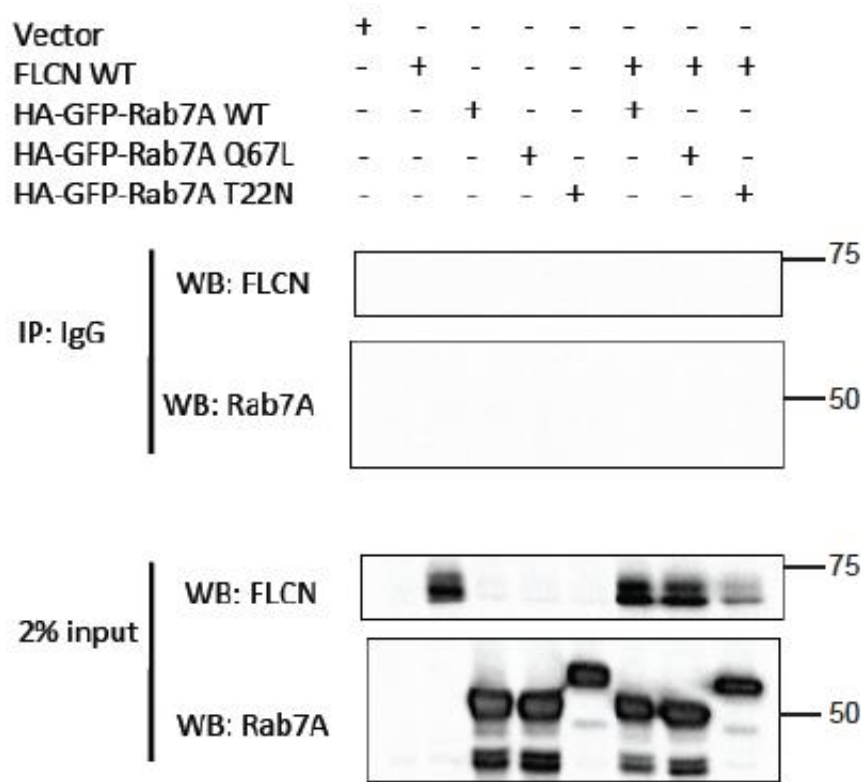 Vector + - - - - - - -
FLCN WT - + - - - + + +
HA-GFP-Rab7A WT - - + - - + - -
HA-GFP-Rab7A Q67L - - - + - - + -
HA-GFP-Rab7A T22N - - - - + - - +
IP: IgG
WB: FLCN
75
WB: Rab7A
50
2% input
WB: FLCN
75
WB: Rab7A
50